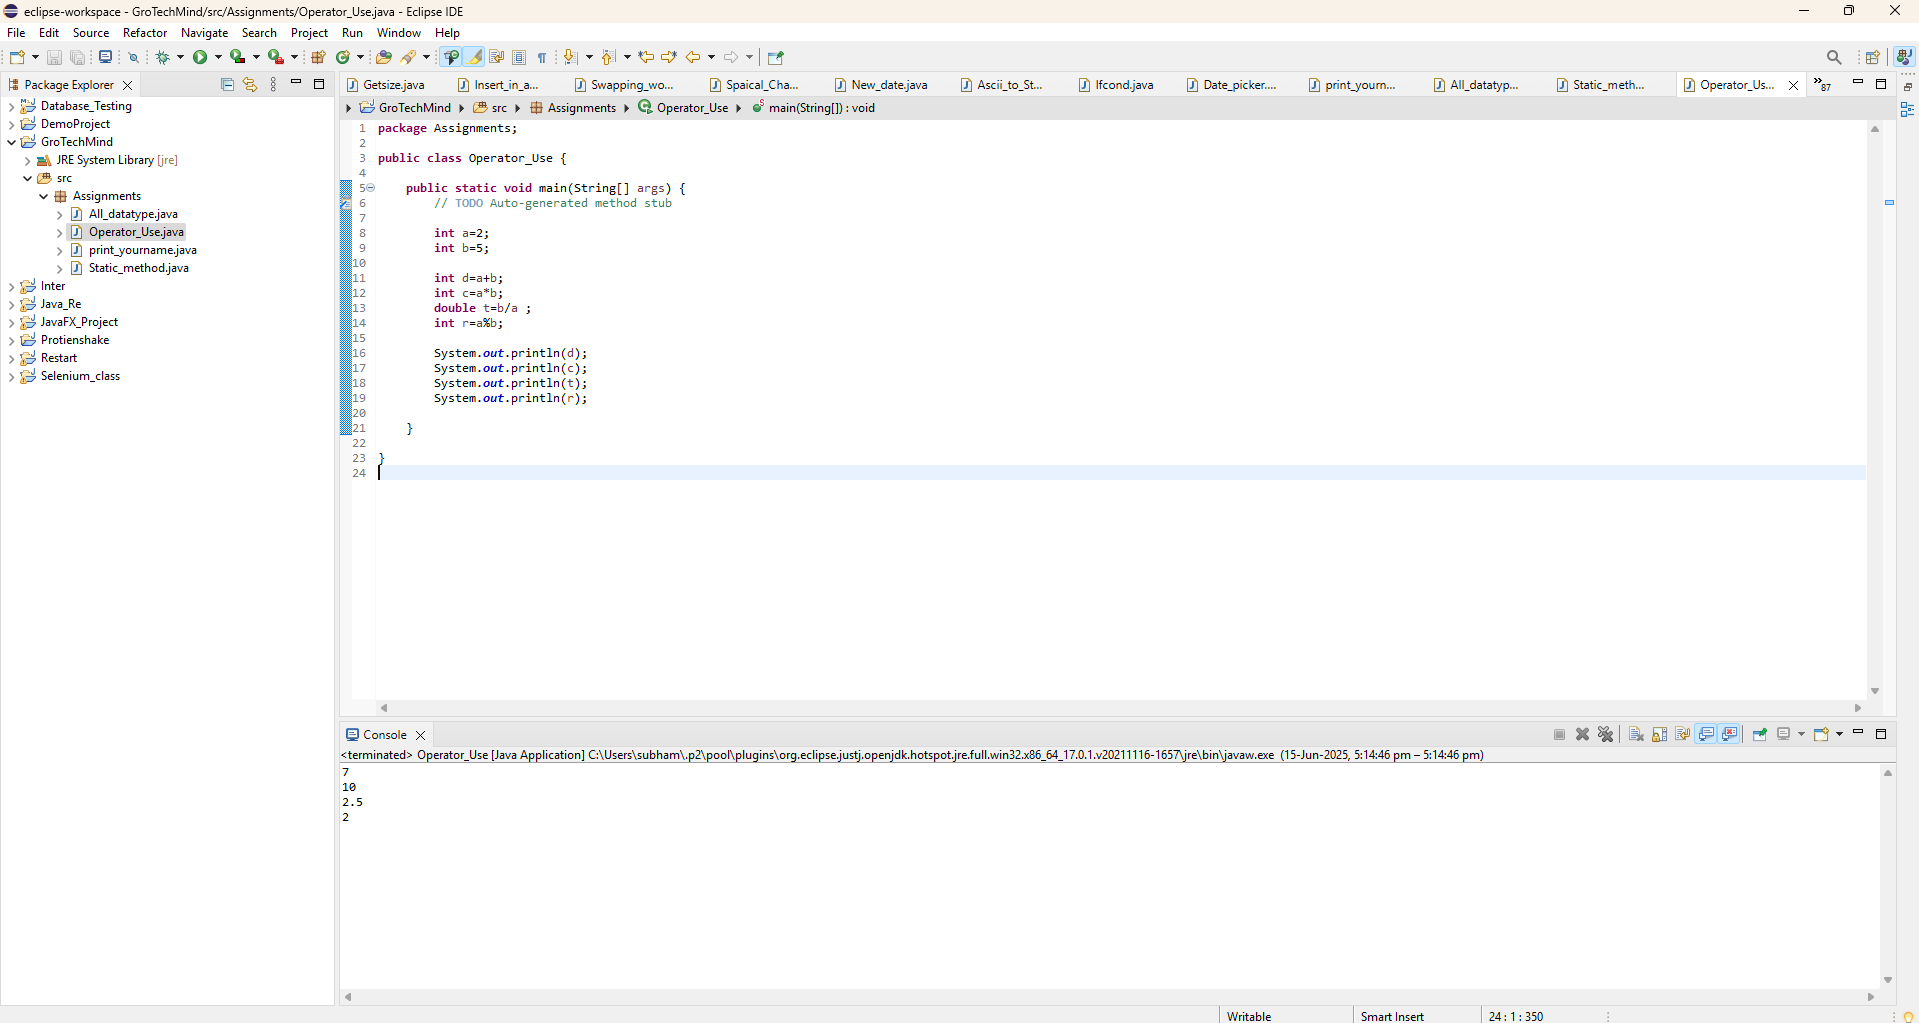 eclipse-workspace - GroTechMind/src/Assignments/Operator_Use.java - Eclipse IDE
File Edit Source Refactor Navigate Search Project Run Window Help
Package Explorer
Database_Testing
DemoProject
GroTechMind
JRE System Library [jre]
src
Assignments
All_datatype.java
Operator_Use.java
print_yourname.java
Static_method.java
Inter
Java_Re
JavaFX_Project
Protienshake
Restart
Selenium_class
Getsize.java Insert_in_a... Swapping_wo... Spaical_Cha... New_date.java Ascii_to_St... Ifcond.java Date_picker.... print_yourn... All_datatyp... Static_meth... Operator_Us... »87
GroTechMind src Assignments Operator_Use main(String[]) : void
1 package Assignments;
2
3 public class Operator_Use {
4
5 public static void main(String[] args) {
6 // TODO Auto-generated method stub
7
8 int a=2;
9 int b=5;
10
11 int d=a+b;
12 int c=a*b;
13 double t=b/a ;
14 int r=a%b;
15
16 System.out.println(d);
17 System.out.println(c);
18 System.out.println(t);
19 System.out.println(r);
20
21 }
22
23 }
24
Console
<terminated> Operator_Use [Java Application] C:\Users\subham\.p2\pool\plugins\org.eclipse.justj.openjdk.hotspot.jre.full.win32.x86_64_17.0.1.v20211116-1657\jre\bin\javaw.exe (15-Jun-2025, 5:14:46 pm – 5:14:46 pm)
7
10
2.5
2
Writable Smart Insert 24 : 1 : 350